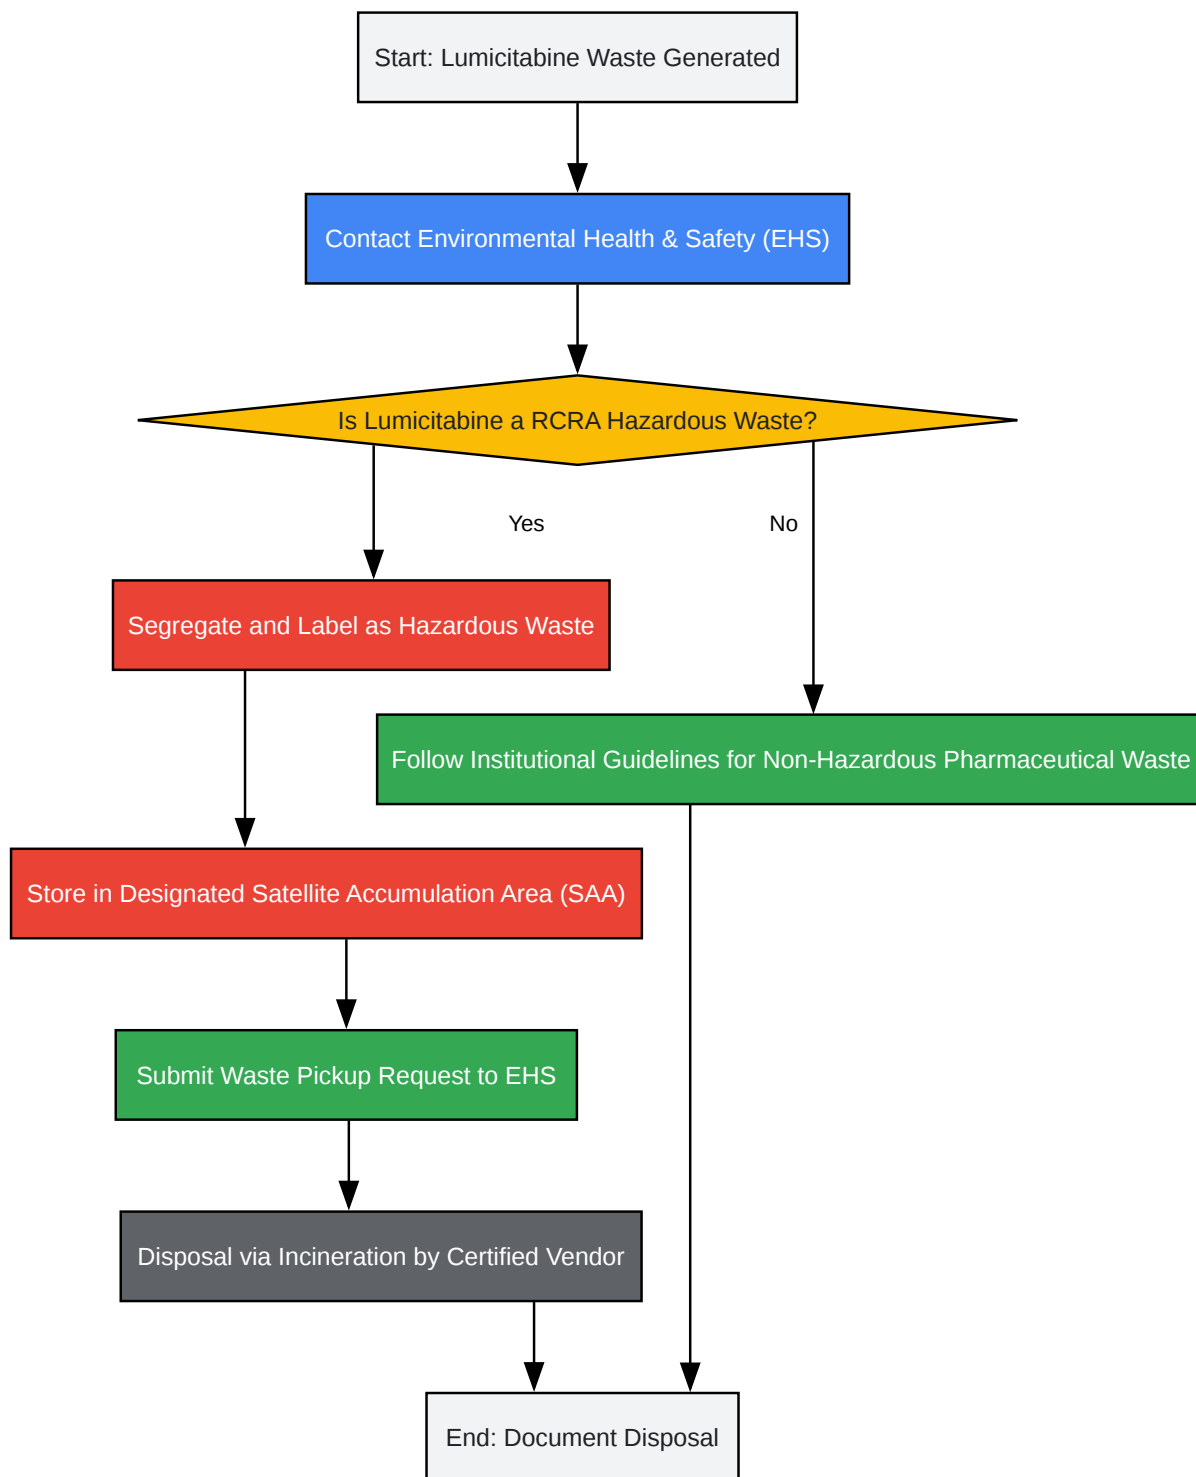 Start: Lumicitabine Waste Generated
Contact Environmental Health & Safety (EHS)
Is Lumicitabine a RCRA Hazardous Waste?
Yes
No
Segregate and Label as Hazardous Waste
Follow Institutional Guidelines for Non-Hazardous Pharmaceutical Waste
Store in Designated Satellite Accumulation Area (SAA)
Submit Waste Pickup Request to EHS
Disposal via Incineration by Certified Vendor
End: Document Disposal